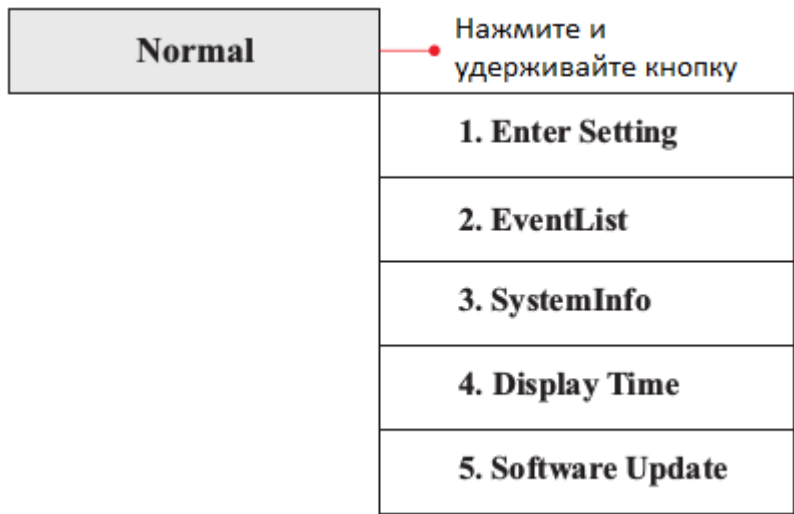 Normal
Нажмите и
удерживайте кнопку
1. Enter Setting
2. EventList
3. SystemInfo
4. Display Time
5. Software Update